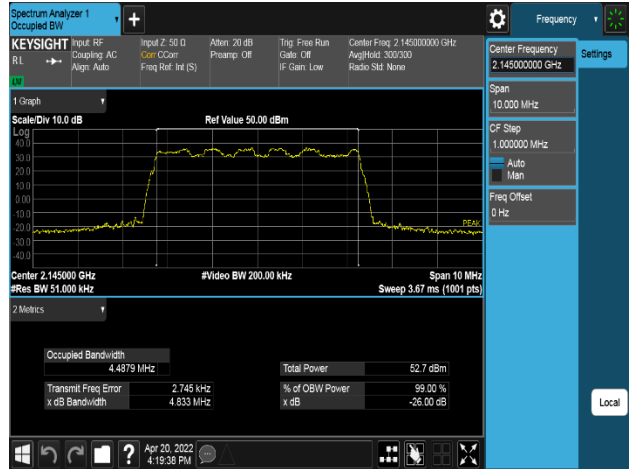 Spectrum Analyzer 1
Occupied BW
+
Frequency
KEYSIGHT
RL
Input: RF
Coupling: AC
Align: Auto
Input Z: 50 Ω
Corr CCorr
Freq Ref: Int (S)
Atten: 20 dB
Preamp: Off
Trig: Free Run
Gate: Off
IF Gain: Low
Center Freq: 2.145000000 GHz
Avg|Hold: 300/300
Radio Std: None
LV
Center Frequency
2.145000000 GHz
Settings
Span
10.000 MHz
CF Step
1.000000 MHz
Auto
Man
Freq Offset
0 Hz
Local
1 Graph
Scale/Div 10.0 dB
Ref Value 50.00 dBm
Log
40.0
30.0
20.0
10.0
0.00
-10.0
-20.0
-30.0
-40.0
PEAK
Center 2.145000 GHz
#Video BW 200.00 kHz
Span 10 MHz
#Res BW 51.000 kHz
Sweep 3.67 ms (1001 pts)
2 Metrics
Occupied Bandwidth
4.4879 MHz
Total Power 52.7 dBm
Transmit Freq Error 2.745 kHz
% of OBW Power 99.00 %
x dB Bandwidth 4.833 MHz
x dB -26.00 dB
?
Apr 20, 2022
4:19:38 PM